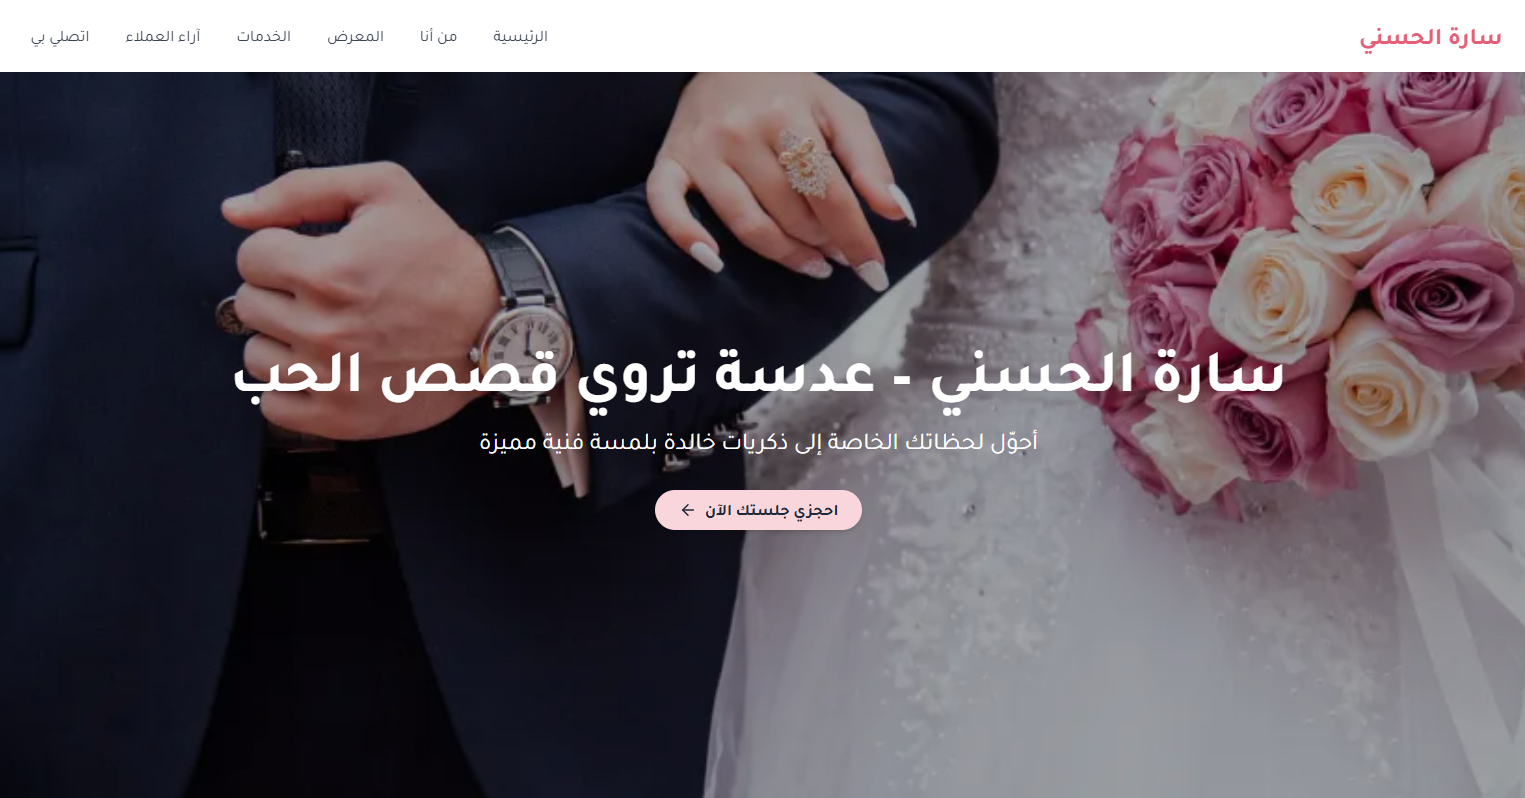 سارة الحسني
الرئيسية
من أنا
المعرض
الخدمات
آراء العملاء
اتصلي بي
سارة الحسني - عدسة تروي قصص الحب
أحوّل لحظاتك الخاصة إلى ذكريات خالدة بلمسة فنية مميزة
احجزي جلستك الآن ←